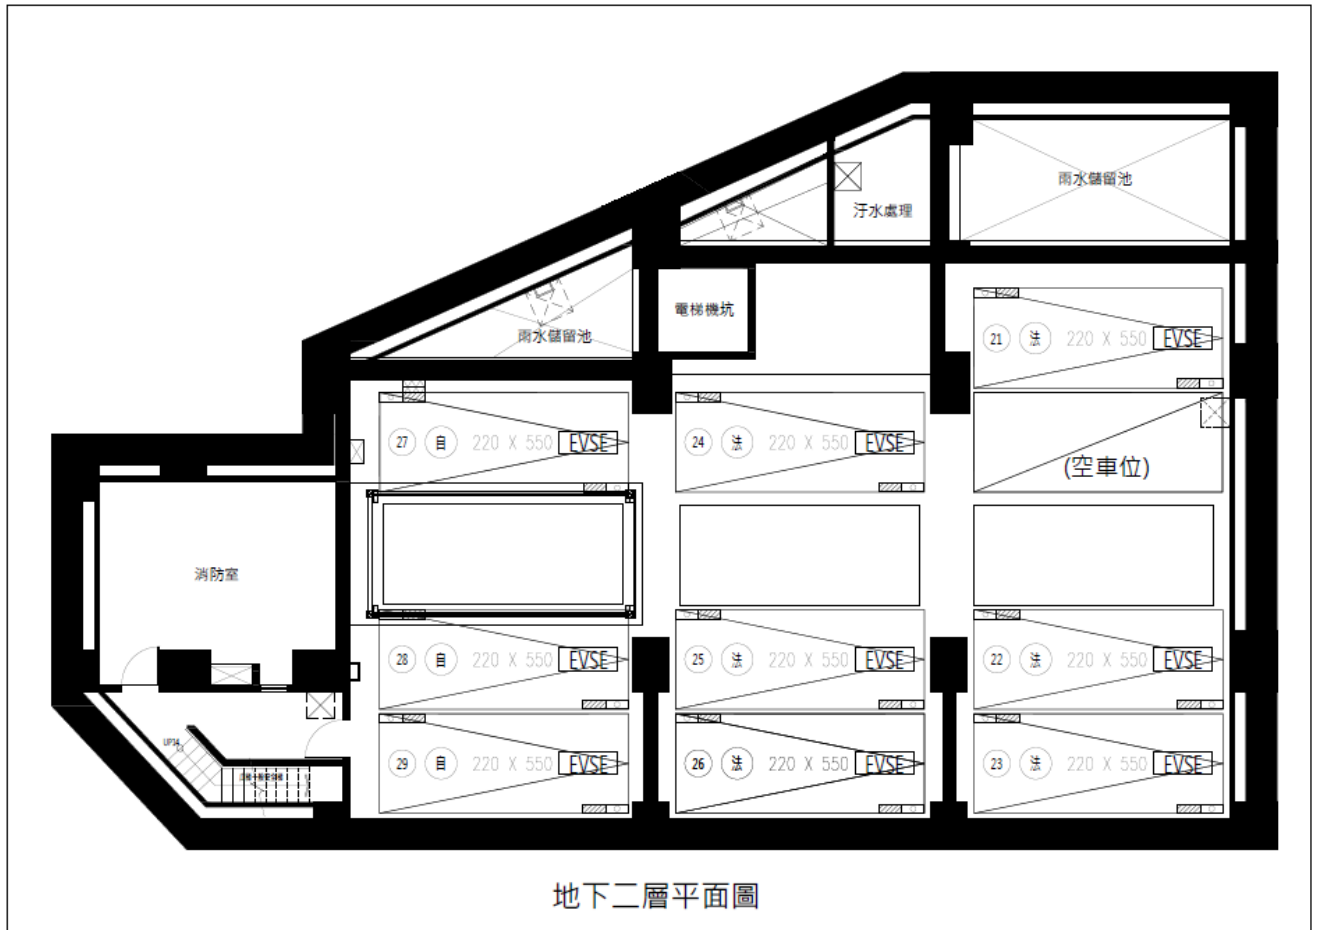 雨水儲留池
汙水處理
電梯機坑
雨水儲留池
21 法 220 X 550 EVSE
27 自 220 X 550 EVSE
24 法 220 X 550 EVSE
(空車位)
消防室
28 自 220 X 550 EVSE
25 法 220 X 550 EVSE
22 法 220 X 550 EVSE
29 自 220 X 550 EVSE
26 法 220 X 550 EVSE
23 法 220 X 550 EVSE
地下二層平面圖